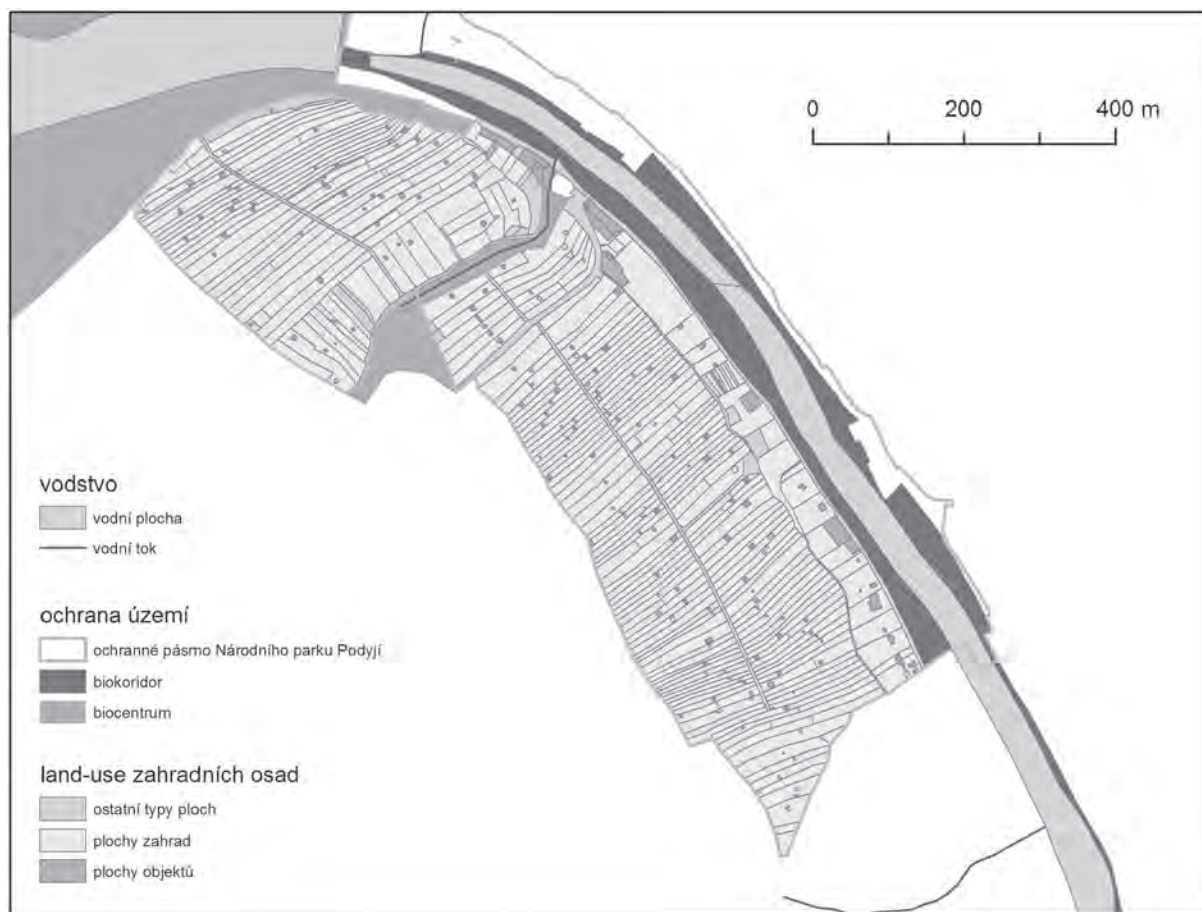 0 200 400 m
vodstvo
vodní plocha
vodní tok
ochrana území
ochranné pásmo Národního parku Podyjí
biokoridor
biocentrum
land-use zahradních osad
ostatní typy ploch
plochy zahrad
plochy objektů